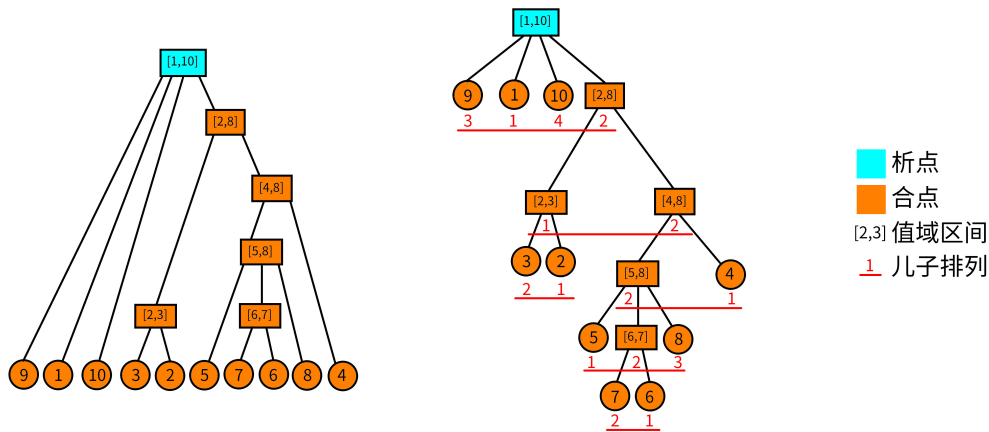 [1,10]
[2,8]
[4,8]
[5,8]
[2,3] [6,7]
9 1 10 3 2 5 7 6 8 4
[1,10]
9 1 10 [2,8]
3 1 4 2
[2,3] [4,8]
1 2
3 2 [5,8] 4
2 1 2 1
5 [6,7] 8
1 2 3
7 6
2 1
析点
合点
[2,3] 值域区间
1 儿子排列